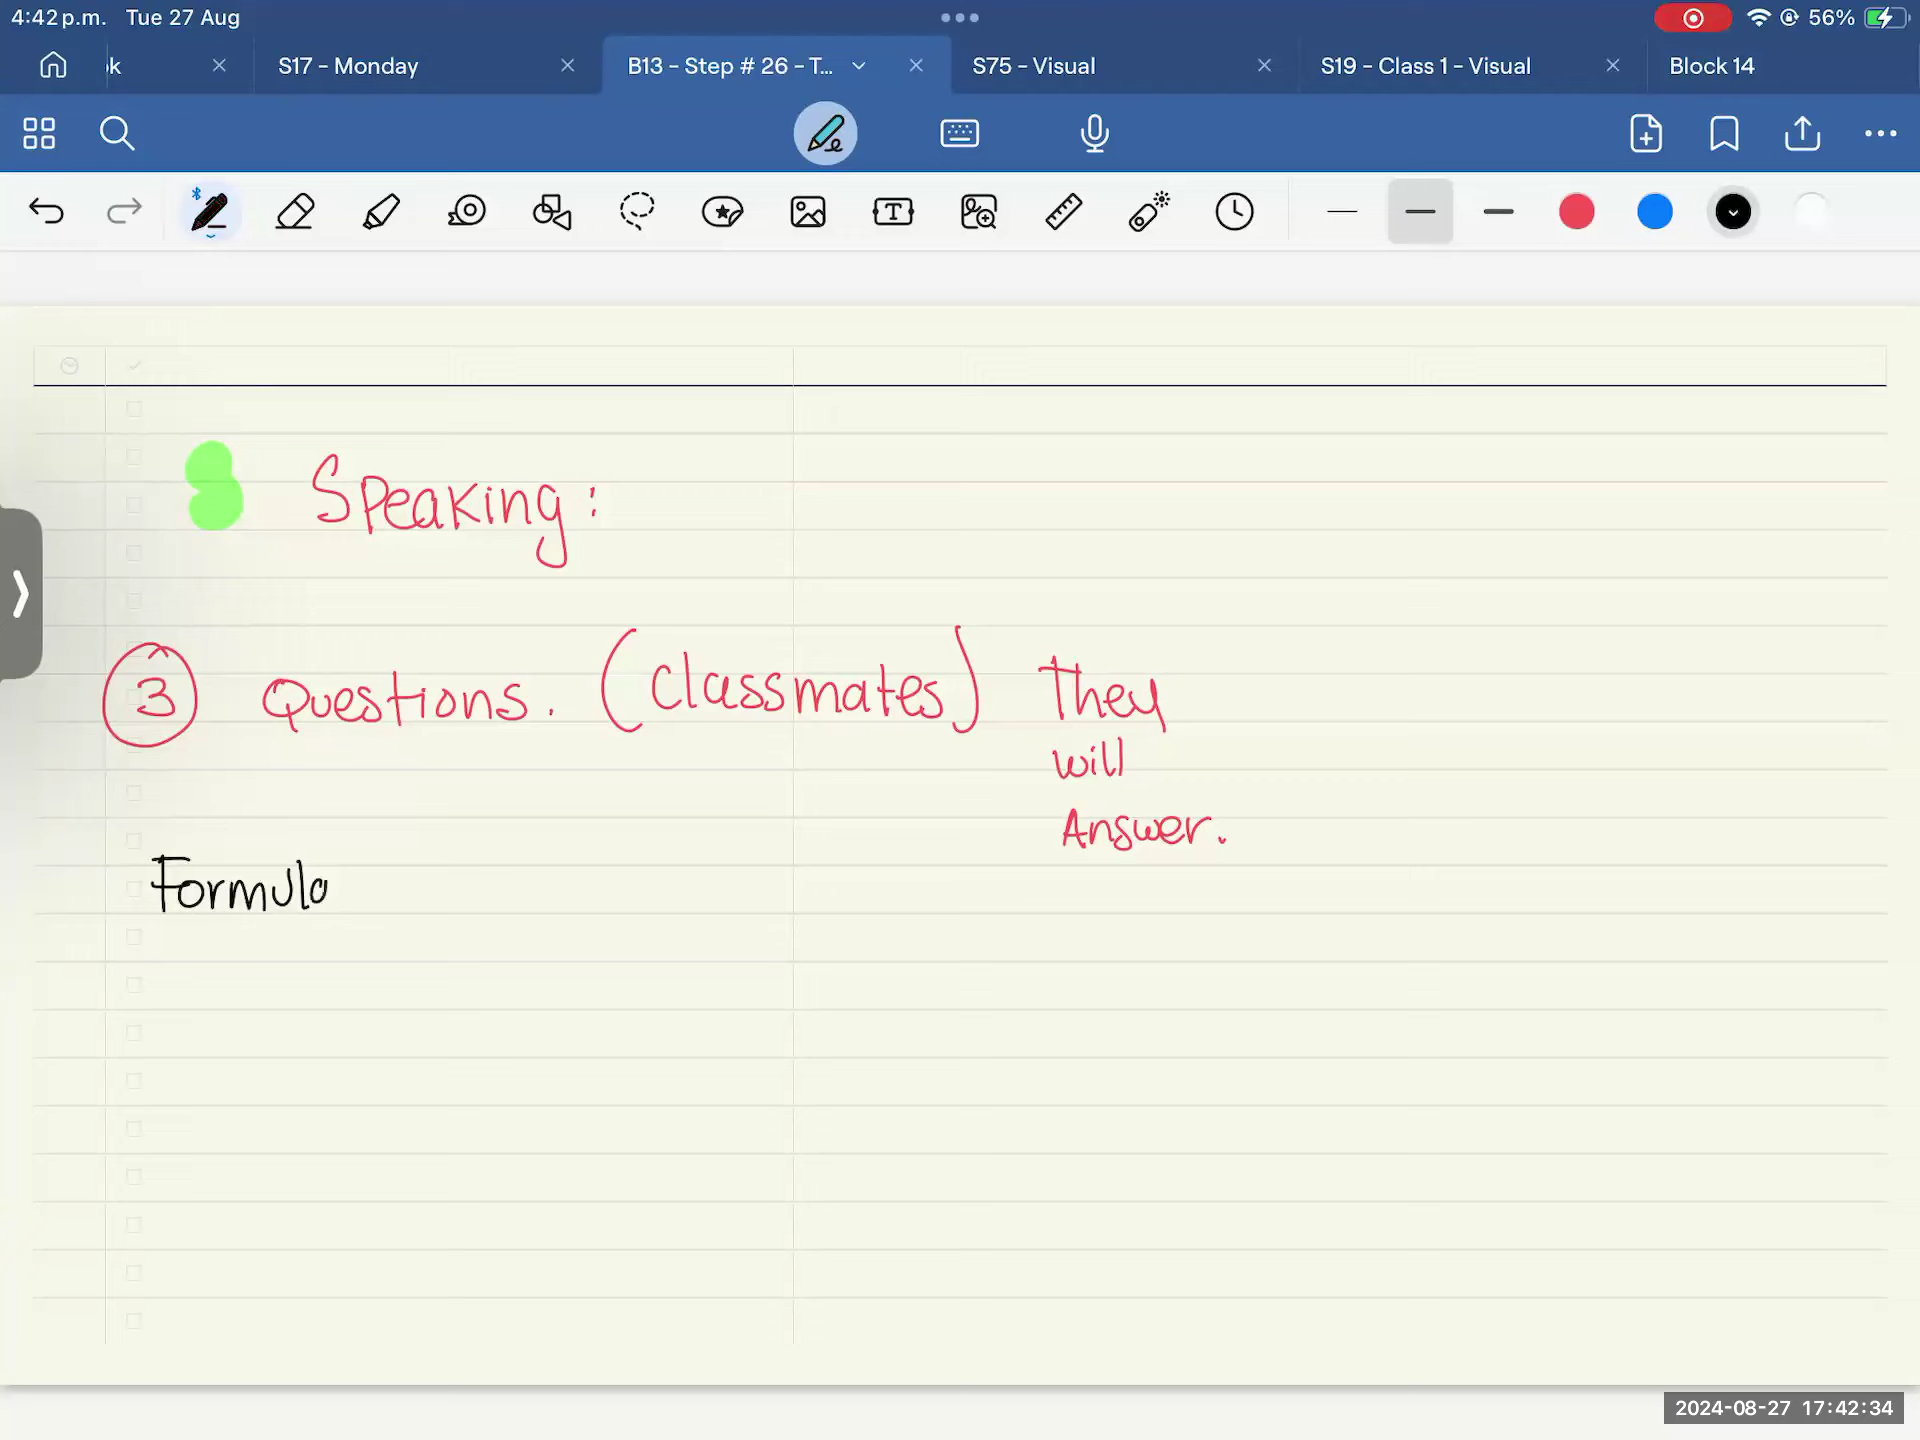 4:42 p.m. Tue 27 Aug
56%
k
S17 – Monday
B13 – Step # 26 – T...
S75 – Visual
S19 – Class 1 – Visual
Block 14
Speaking:
3 Questions. (Classmates) They
will
Answer.
Formula
2024-08-27 17:42:34